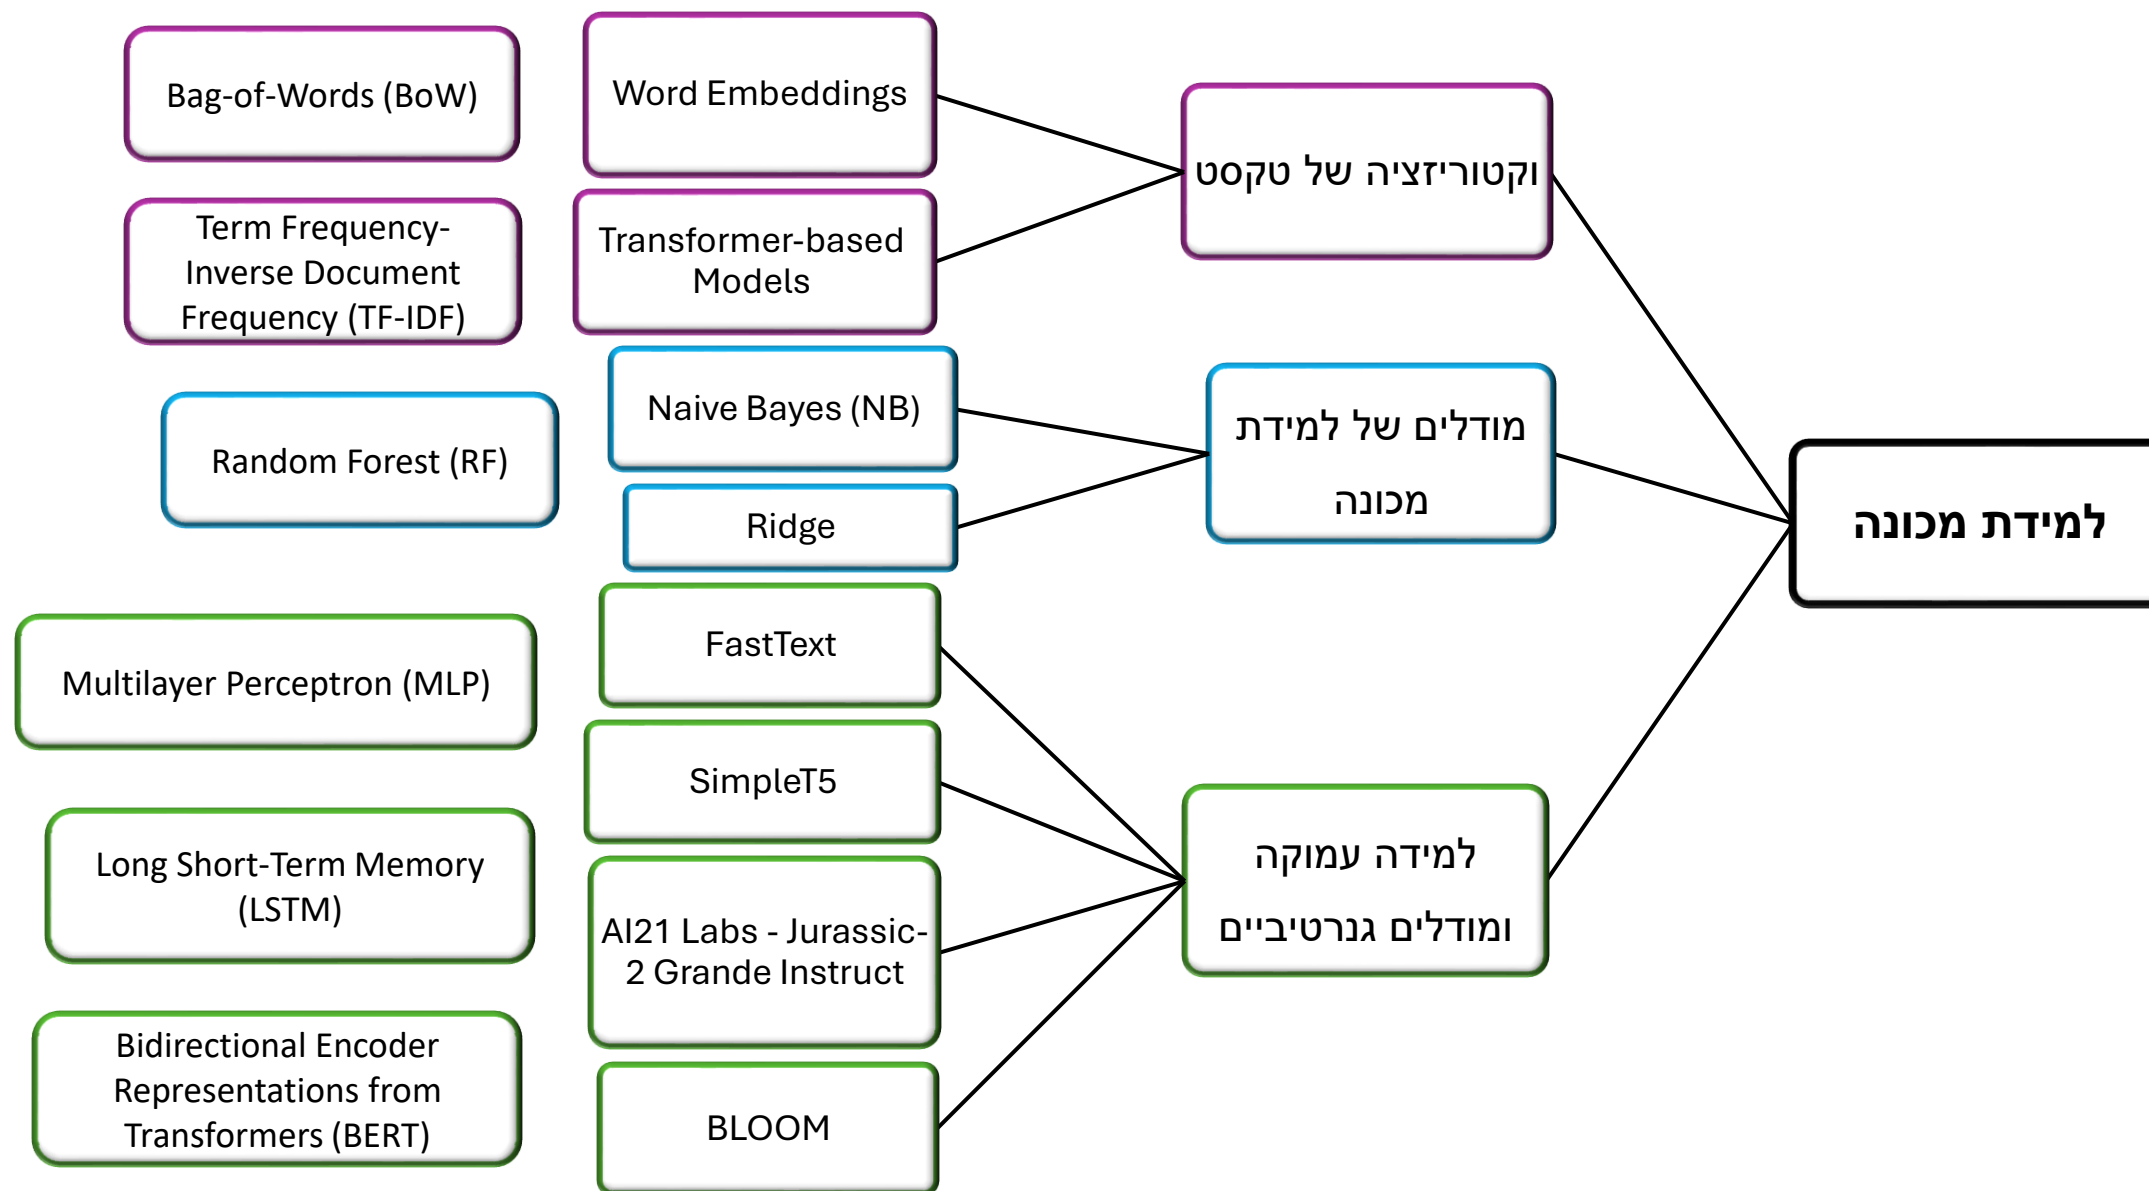 למידת מכונה
וקטוריזציה של טקסט
Word Embeddings
Transformer-based
Models
Bag-of-Words (BoW)
Term Frequency-
Inverse Document
Frequency (TF-IDF)
מודלים של למידת
מכונה
Naive Bayes (NB)
Ridge
Random Forest (RF)
למידה עמוקה
ומודלים גנרטיביים
FastText
SimpleT5
AI21 Labs - Jurassic-
2 Grande Instruct
BLOOM
Multilayer Perceptron (MLP)
Long Short-Term Memory
(LSTM)
Bidirectional Encoder
Representations from
Transformers (BERT)